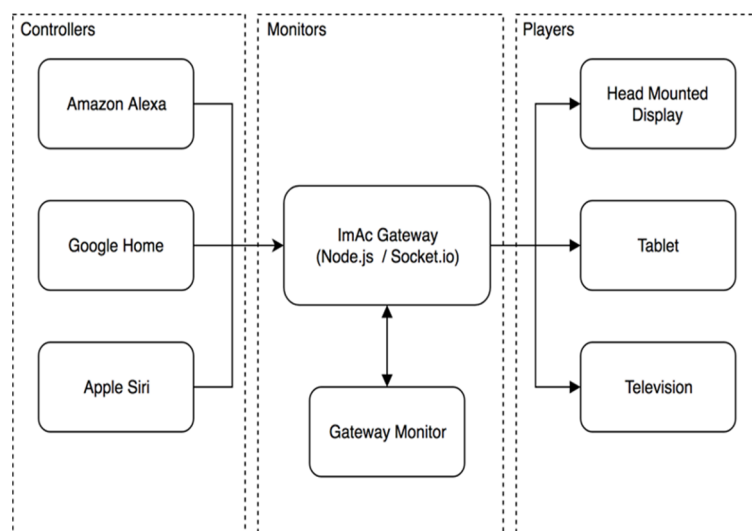 Controllers
Amazon Alexa
Google Home
Apple Siri
Monitors
ImAc Gateway
(Node.js / Socket.io)
Gateway Monitor
Players
Head Mounted
Display
Tablet
Television